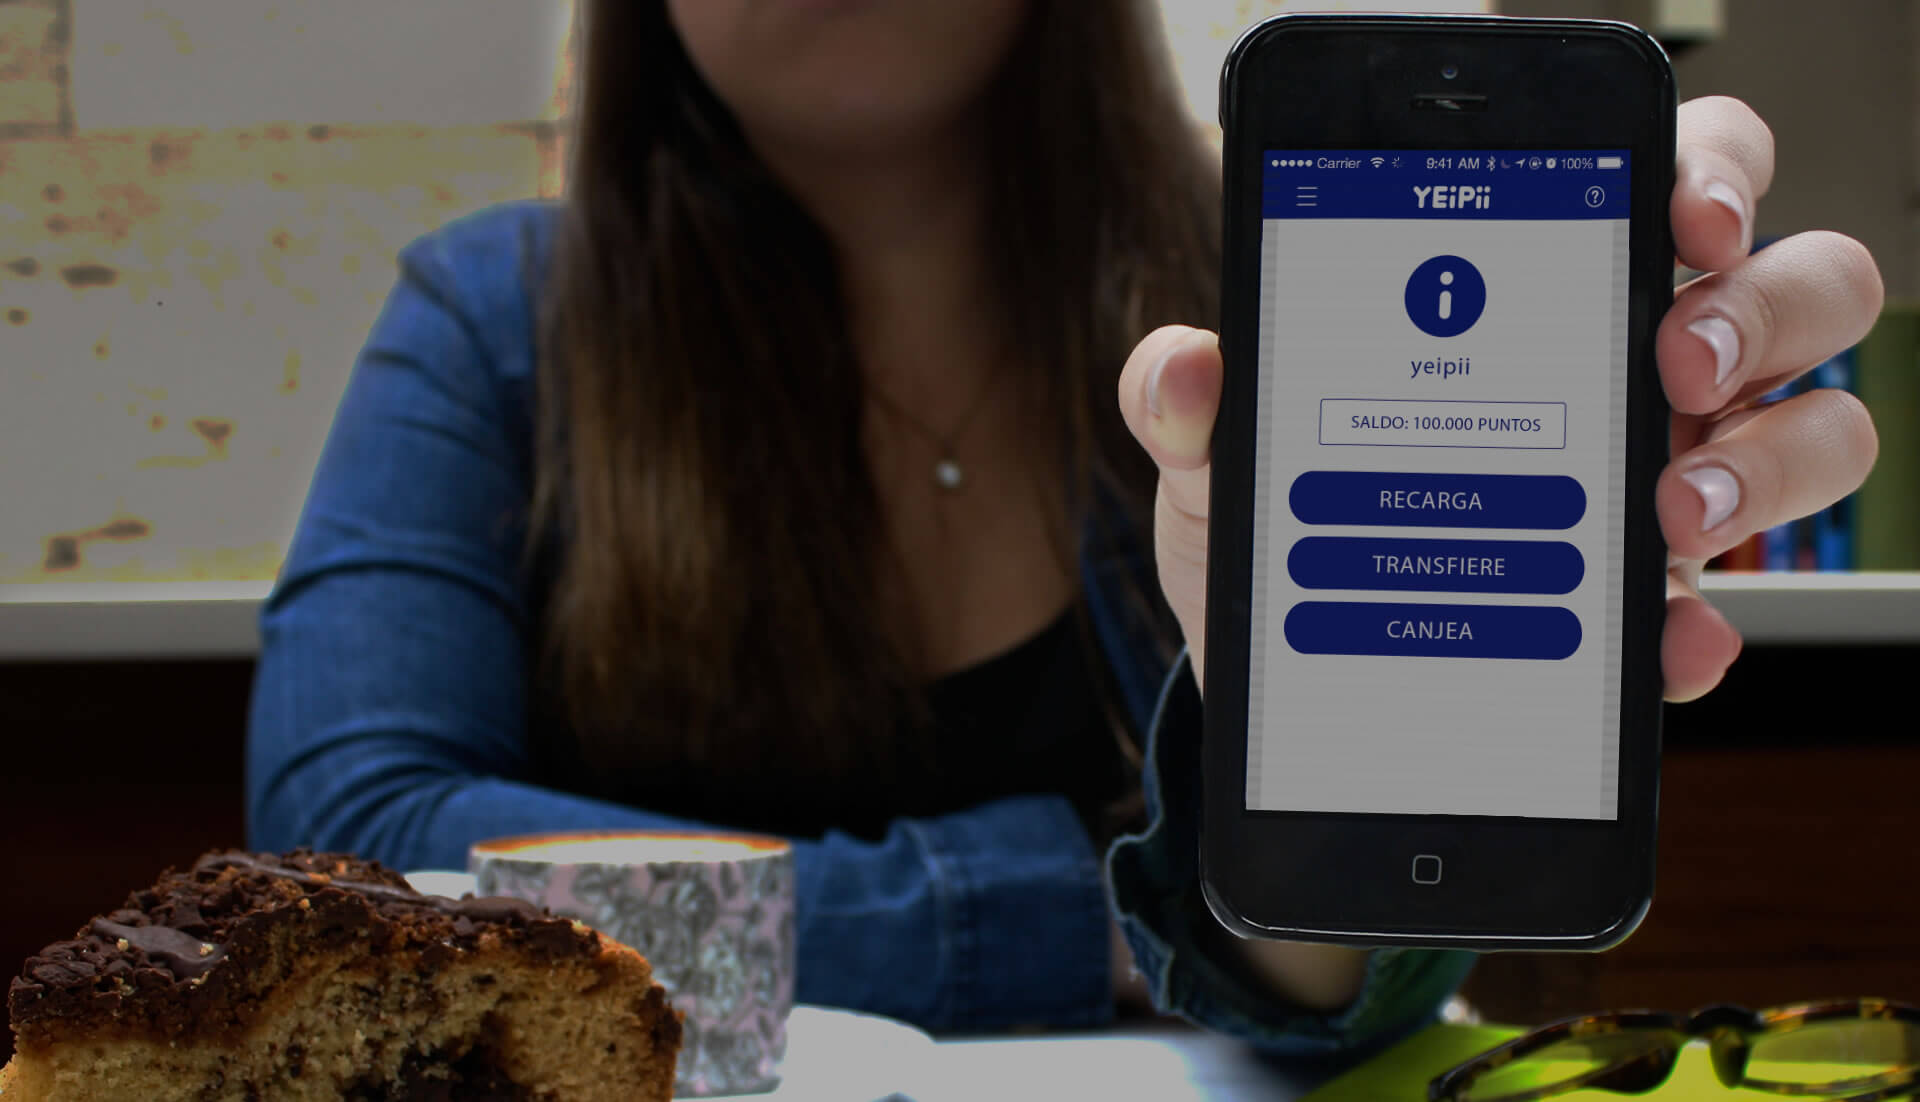 Carrier 9:41 AM 100%
YEiPii ?
i
yeipii
SALDO: 100.000 PUNTOS
RECARGA
TRANSFIERE
CANJEA